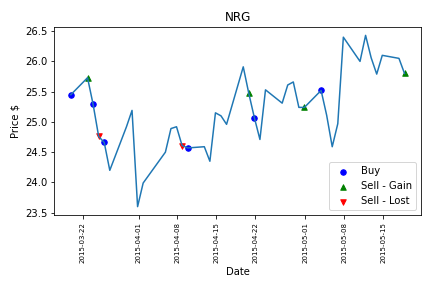 NRG
Price $
26.5
26.0
25.5
25.0
24.5
24.0
23.5
Buy
Sell - Gain
Sell - Lost
2015-03-22
2015-04-01
2015-04-08
2015-04-15
2015-04-22
2015-05-01
2015-05-08
2015-05-15
Date